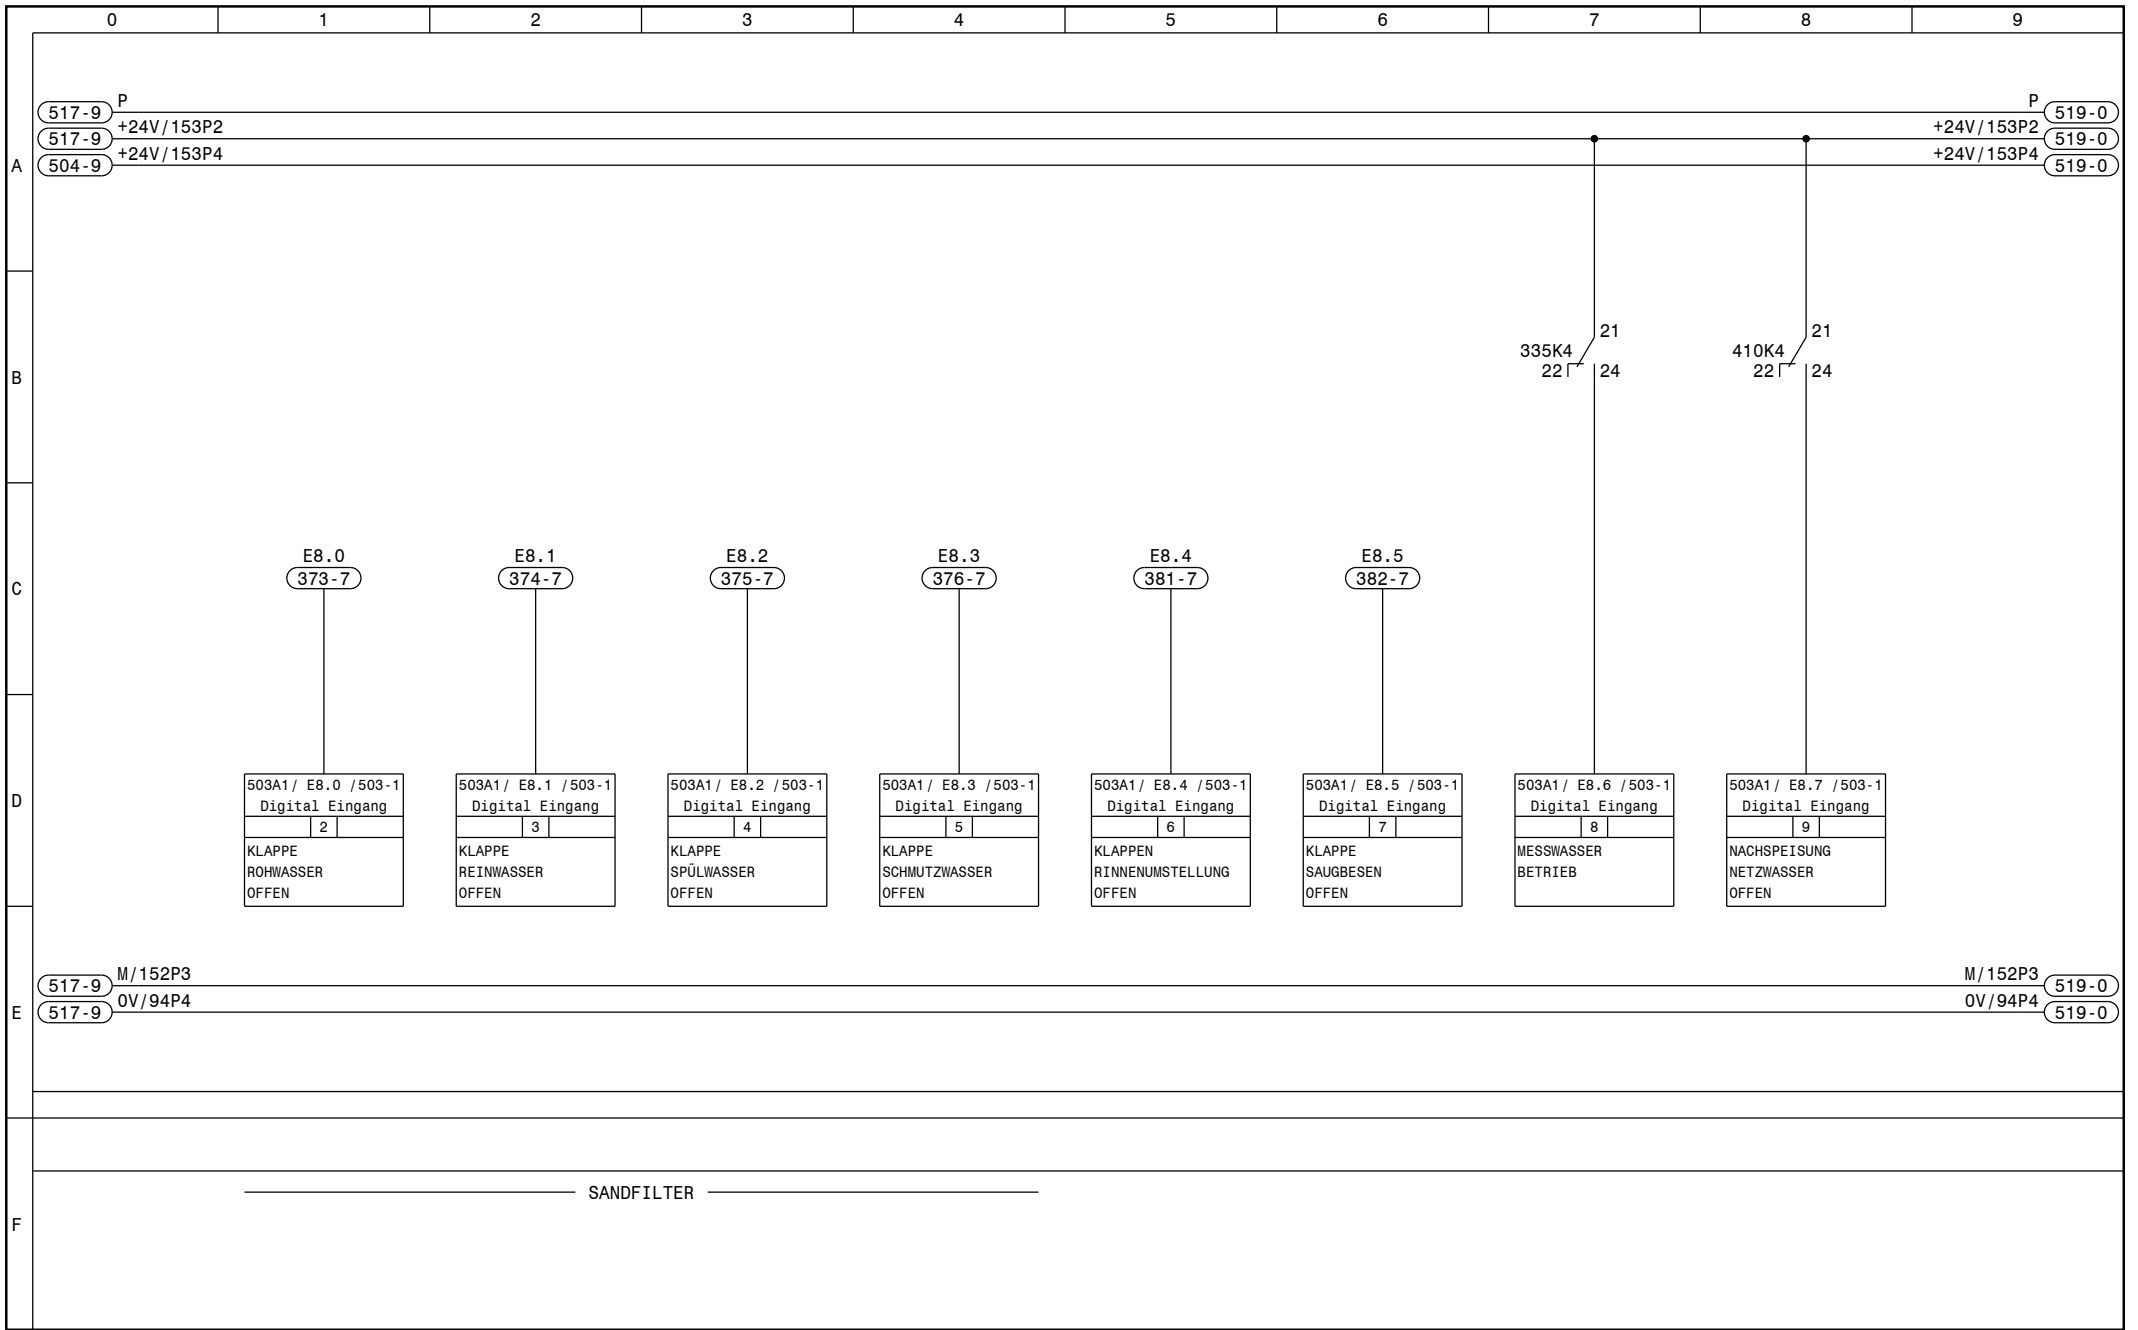 0 1 2 3 4 5 6 7 8 9
P P
517-9 519-0
+24V/153P2 +24V/153P2
517-9 519-0
+24V/153P4 +24V/153P4
A 504-9 519-0
21 21
335K4 410K4
B 22 24 22 24
E8.0 E8.1 E8.2 E8.3 E8.4 E8.5
373-7 374-7 375-7 376-7 381-7 382-7
C
503A1/ E8.0 /503-1 503A1/ E8.1 /503-1 503A1/ E8.2 /503-1 503A1/ E8.3 /503-1 503A1/ E8.4 /503-1 503A1/ E8.5 /503-1 503A1/ E8.6 /503-1 503A1/ E8.7 /503-1
D Digital Eingang Digital Eingang Digital Eingang Digital Eingang Digital Eingang Digital Eingang Digital Eingang Digital Eingang
2 3 4 5 6 7 8 9
KLAPPE KLAPPE KLAPPE KLAPPE KLAPPEN KLAPPE MESSWASSER NACHSPEISUNG
ROHWASSER REINWASSER SPÜLWASSER SCHMUTZWASSER RINNENUMSTELLUNG SAUGBESEN BETRIEB NETZWASSER
OFFEN OFFEN OFFEN OFFEN OFFEN OFFEN OFFEN
M/152P3 M/152P3
517-9 519-0
0V/94P4 0V/94P4
E 517-9 519-0
SANDFILTER
F